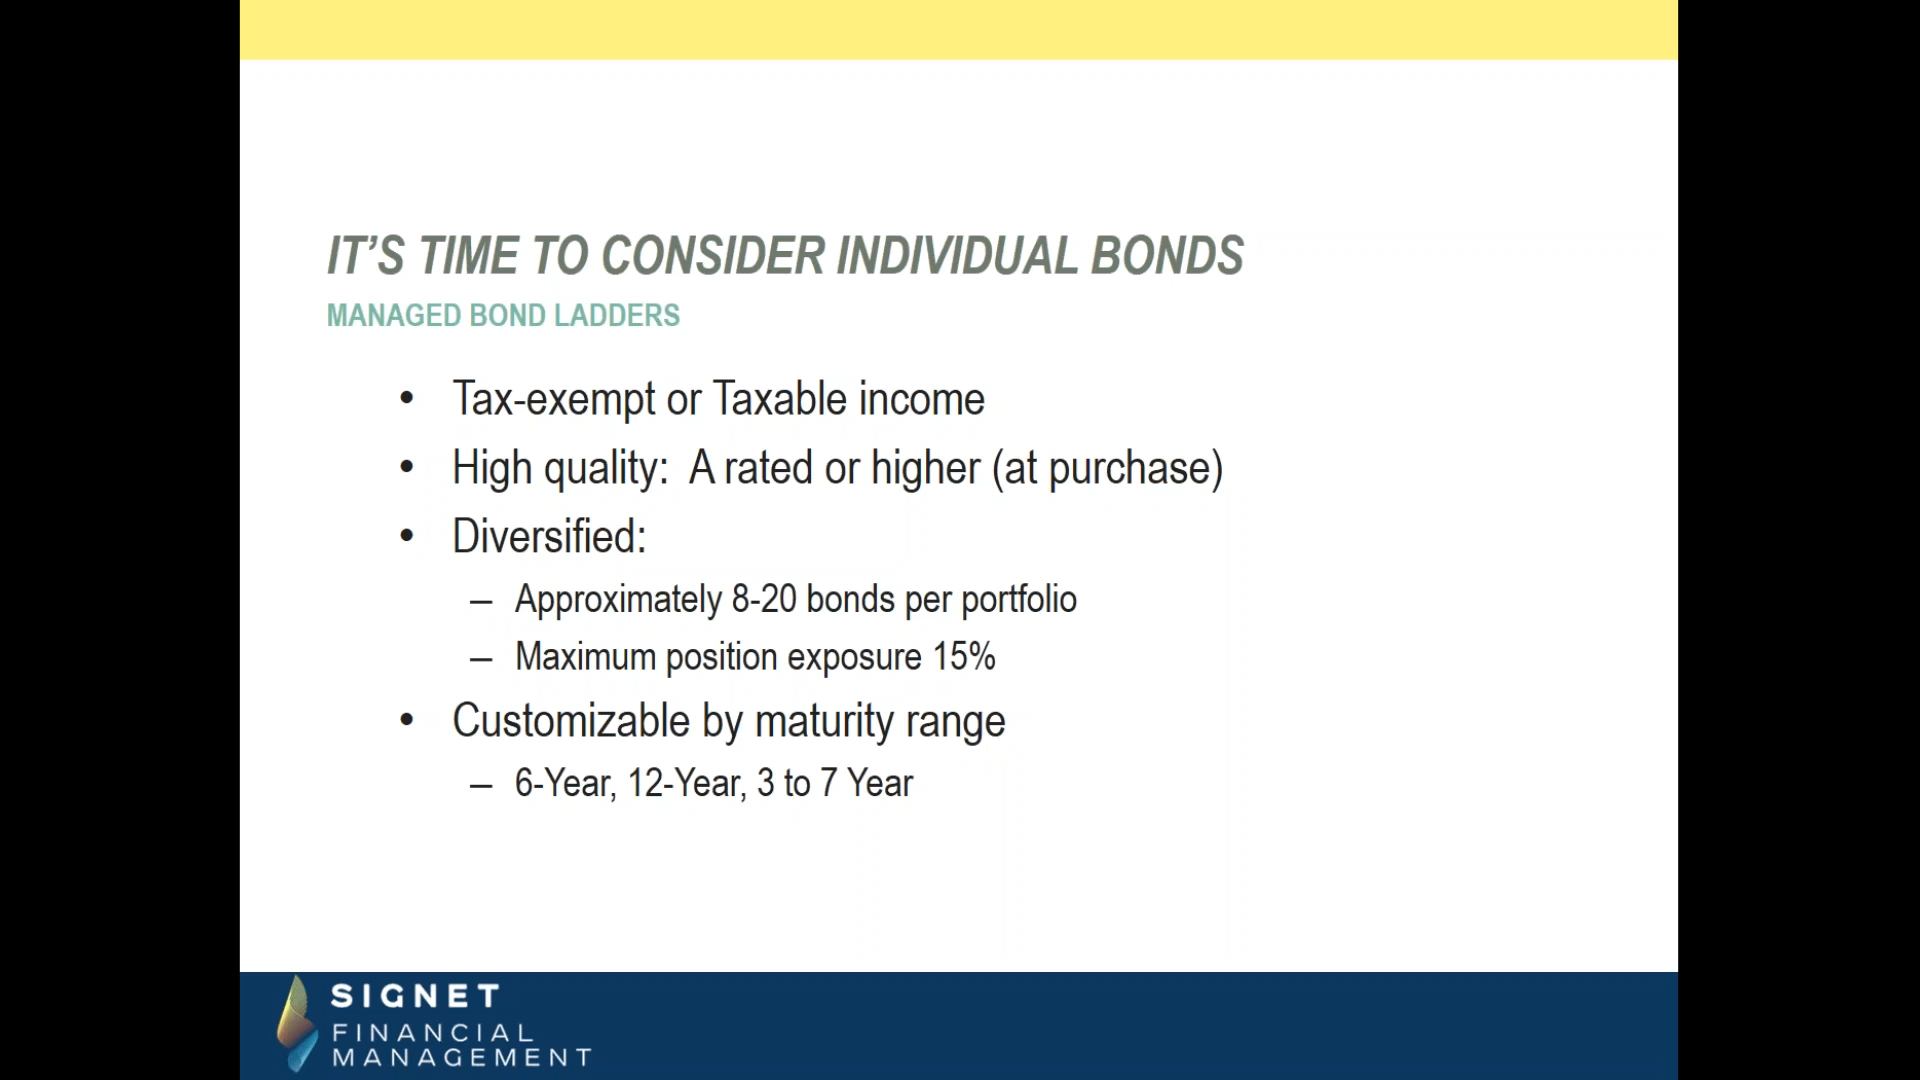 IT’S TIME TO CONSIDER INDIVIDUAL BONDS
MANAGED BOND LADDERS
• Tax-exempt or Taxable income
• High quality:  A rated or higher (at purchase)
• Diversified:
– Approximately 8-20 bonds per portfolio
– Maximum position exposure 15%
• Customizable by maturity range
– 6-Year, 12-Year, 3 to 7 Year
SIGNET
FINANCIAL
MANAGEMENT